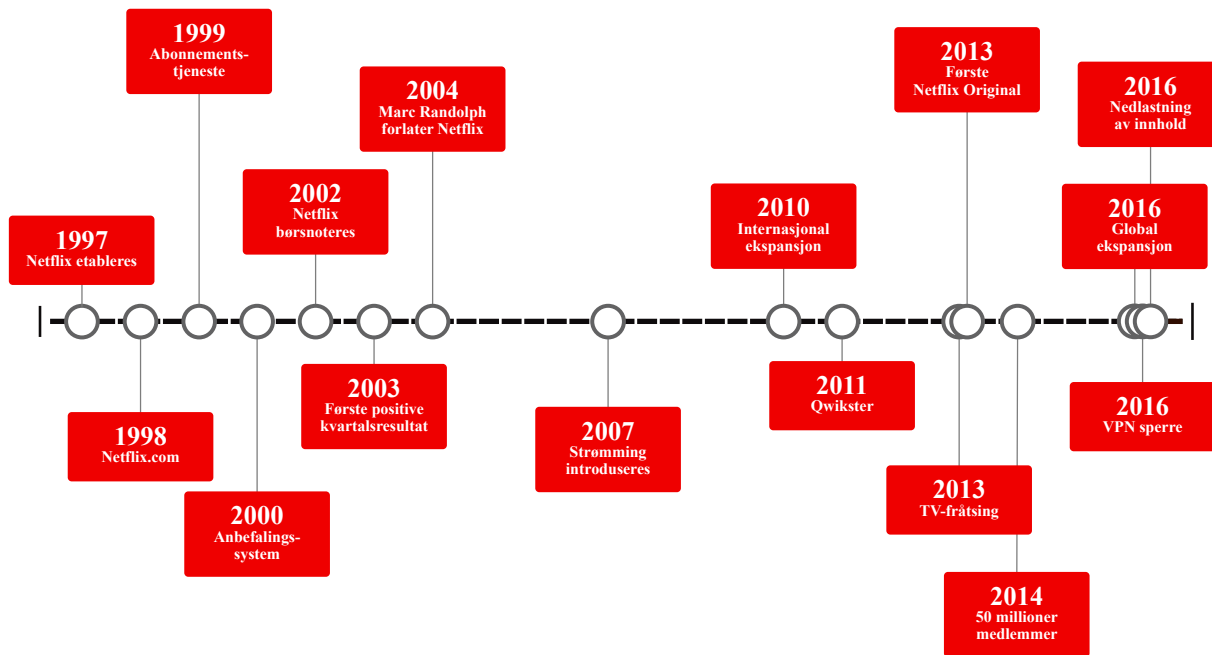 1997
Netflix etableres
1998
Netflix.com
1999
Abonnements-
tjeneste
2000
Anbefalings-
system
2002
Netflix
børsnoteres
2003
Første positive
kvartalsresultat
2004
Marc Randolph
forlater Netflix
2007
Strømming
introduseres
2010
Internasjonal
ekspansjon
2011
Qwikster
2013
TV-fråtsing
2013
Første
Netflix Original
2014
50 millioner
medlemmer
2016
Global
ekspansjon
2016
VPN sperre
2016
Nedlastning
av innhold